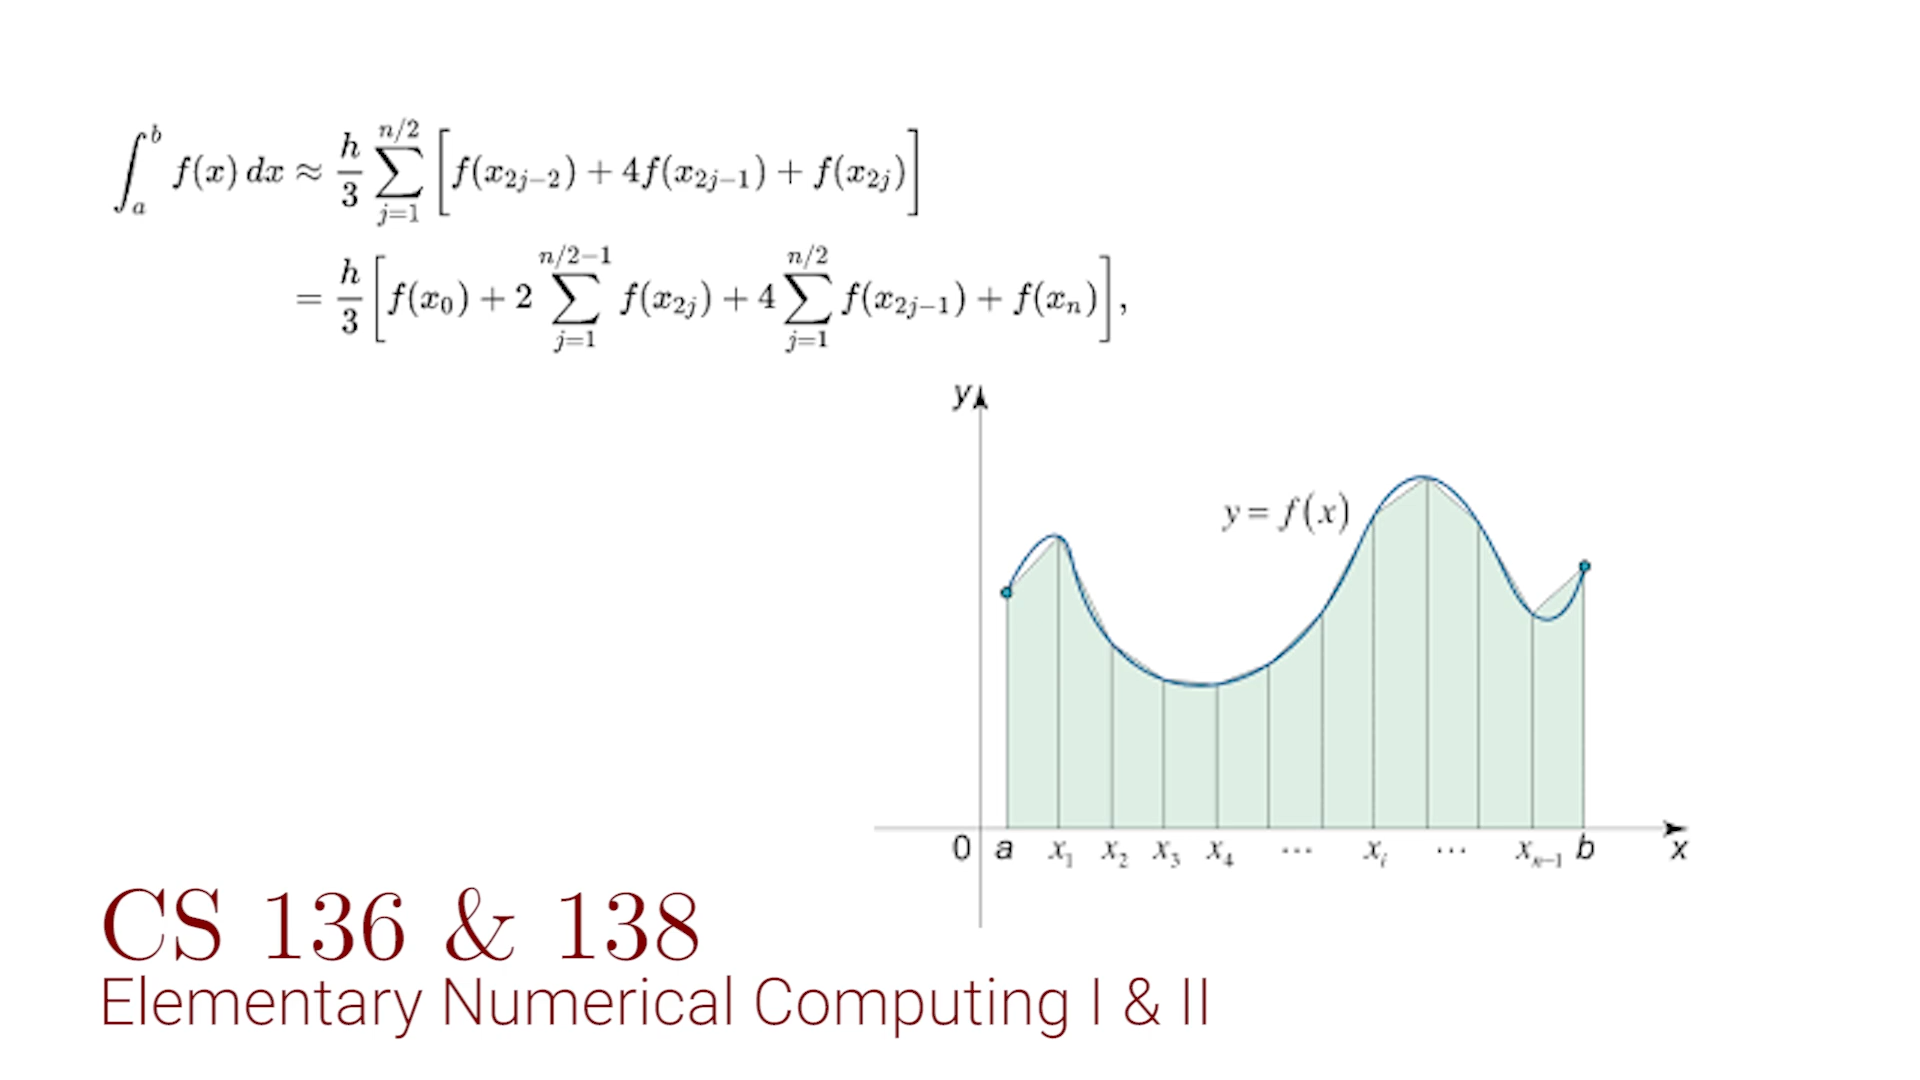 ∫_a^b f(x) dx ≈ h/3 ∑_{j=1}^{n/2} [f(x_{2j−2}) + 4f(x_{2j−1}) + f(x_{2j})]
= h/3 [f(x_0) + 2 ∑_{j=1}^{n/2−1} f(x_{2j}) + 4 ∑_{j=1}^{n/2} f(x_{2j−1}) + f(x_n)],
y
y = f(x)
0 a x_1 x_2 x_3 x_4 ... x_i ... x_{n−1} b x
CS 136 & 138
Elementary Numerical Computing I & II